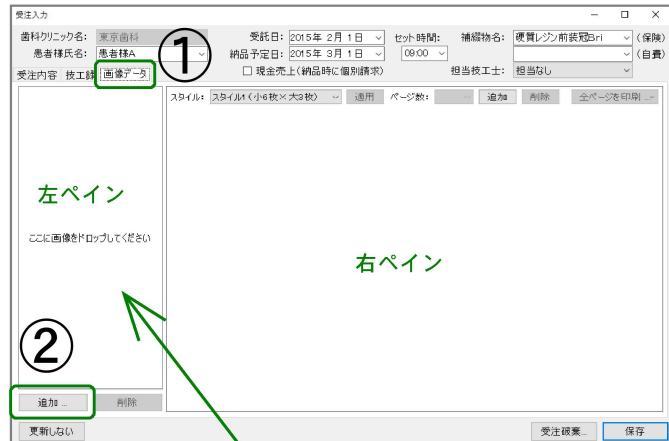 受注入力
歯科クリニック名: 東京歯科 受託日: 2015年 2月 1日 セット時間: 補綴物名: 硬質レジン前装冠Bri (保険)
患者様氏名: 患者様A 納品予定日: 2015年 3月 1日 09:00 (自費)
現金売上(納品時に個別請求) 担当技工士: 担当なし
受注内容 技工録 画像データ ①
スタイル: スタイル1(小6枚×大3枚) 適用 ページ数: 追加 削除 全ページを印刷 ...
左ペイン
ここに画像をドロップしてください
右ペイン
②
追加 ... 削除
更新しない 受注破棄... 保存